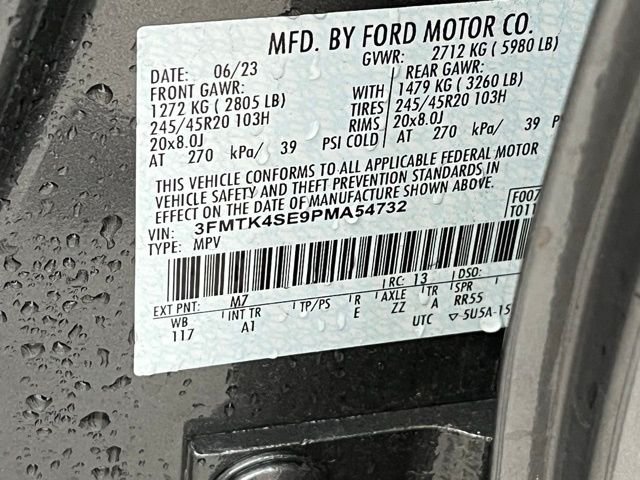 MFD. BY FORD MOTOR CO.
DATE: 06/23 GVWR: 2712 KG ( 5980 LB)
FRONT GAWR: REAR GAWR:
1272 KG ( 2805 LB) WITH 1479 KG ( 3260 LB)
245/45R20 103H TIRES 245/45R20 103H
20x8.0J RIMS 20x8.0J
AT 270 kPa/ 39 PSI COLD AT 270 kPa/ 39
THIS VEHICLE CONFORMS TO ALL APPLICABLE FEDERAL MOTOR
VEHICLE SAFETY AND THEFT PREVENTION STANDARDS IN
EFFECT ON THE DATE OF MANUFACTURE SHOWN ABOVE.
VIN: 3FMTK4SE9PMA54732 F007
TYPE: MPV
EXT PNT: M7 RC: 13 DSO:
WB INT TR TP/PS R AXLE TR SPR
117 A1 E ZZ A RR55
UTC ▽ 5U5A-15